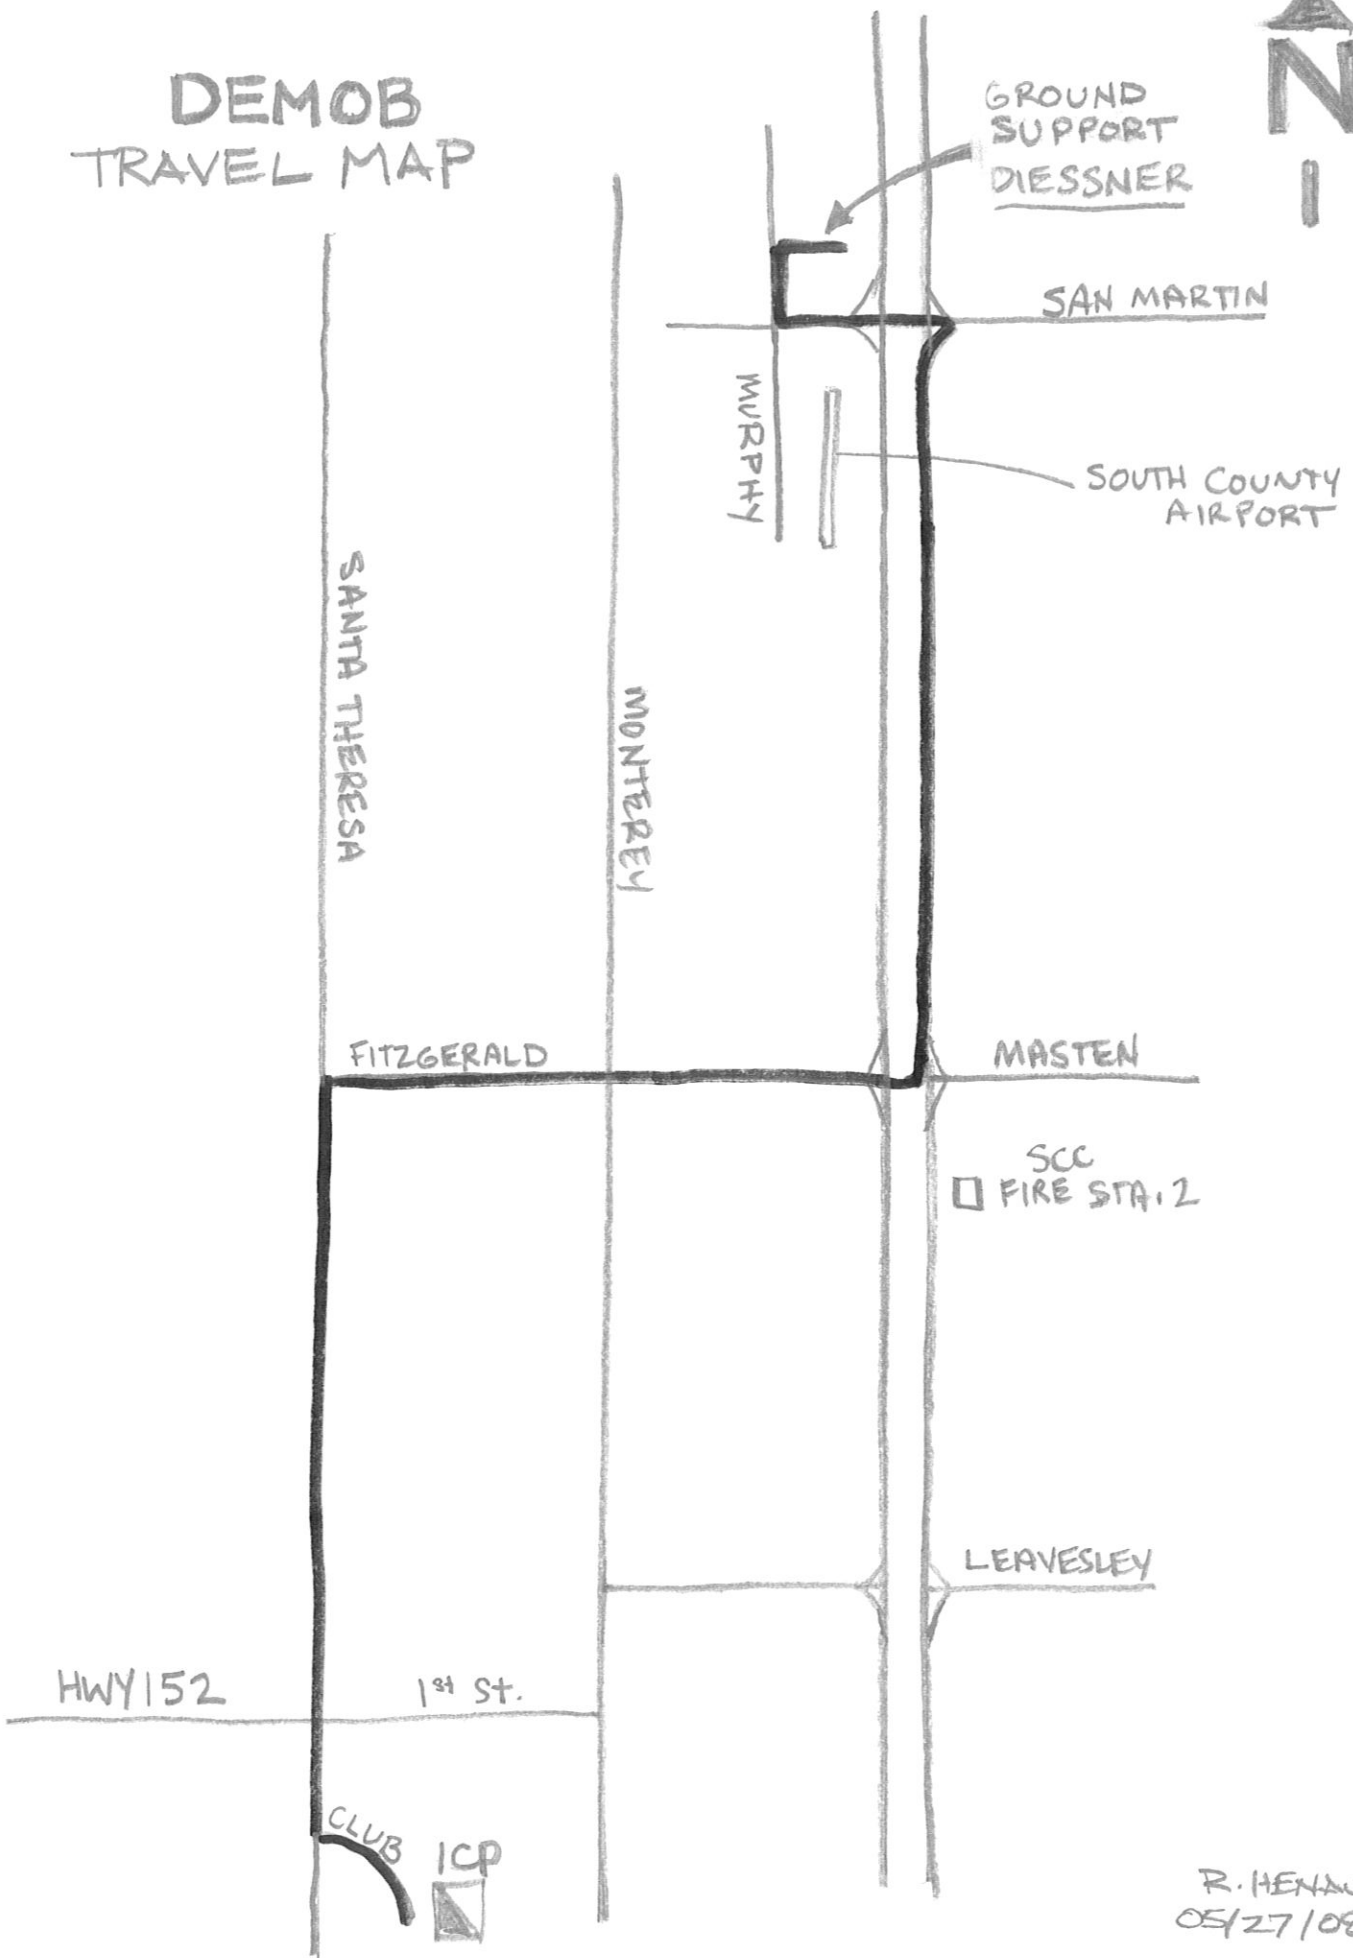 DEMOB
TRAVEL MAP
N
GROUND
SUPPORT
DIESSNER
SAN MARTIN
MURPHY
SOUTH COUNTY
AIRPORT
SANTA THERESA
MONTEREY
FITZGERALD
MASTEN
SCC
FIRE STA. 2
LEAVESLEY
HWY 152
1st St.
CLUB
ICP
R.
05/27/08